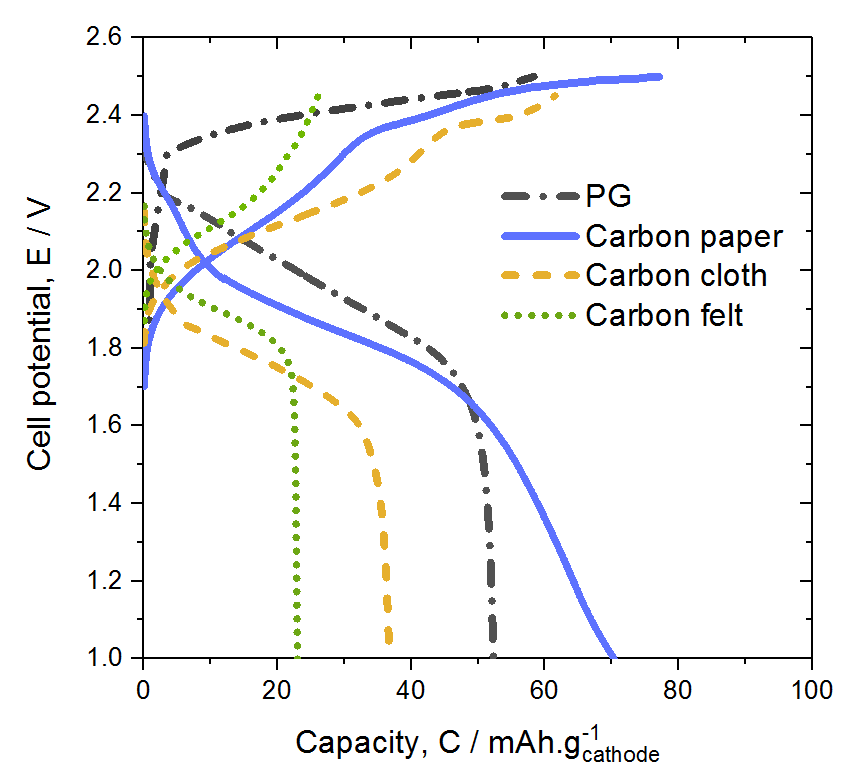 2.6
2.4
2.2
2.0
1.8
1.6
1.4
1.2
1.0
Cell potential, E / V
PG
Carbon paper
Carbon cloth
Carbon felt
0 20 40 60 80 100
Capacity, C / mAh.g⁻¹cathode